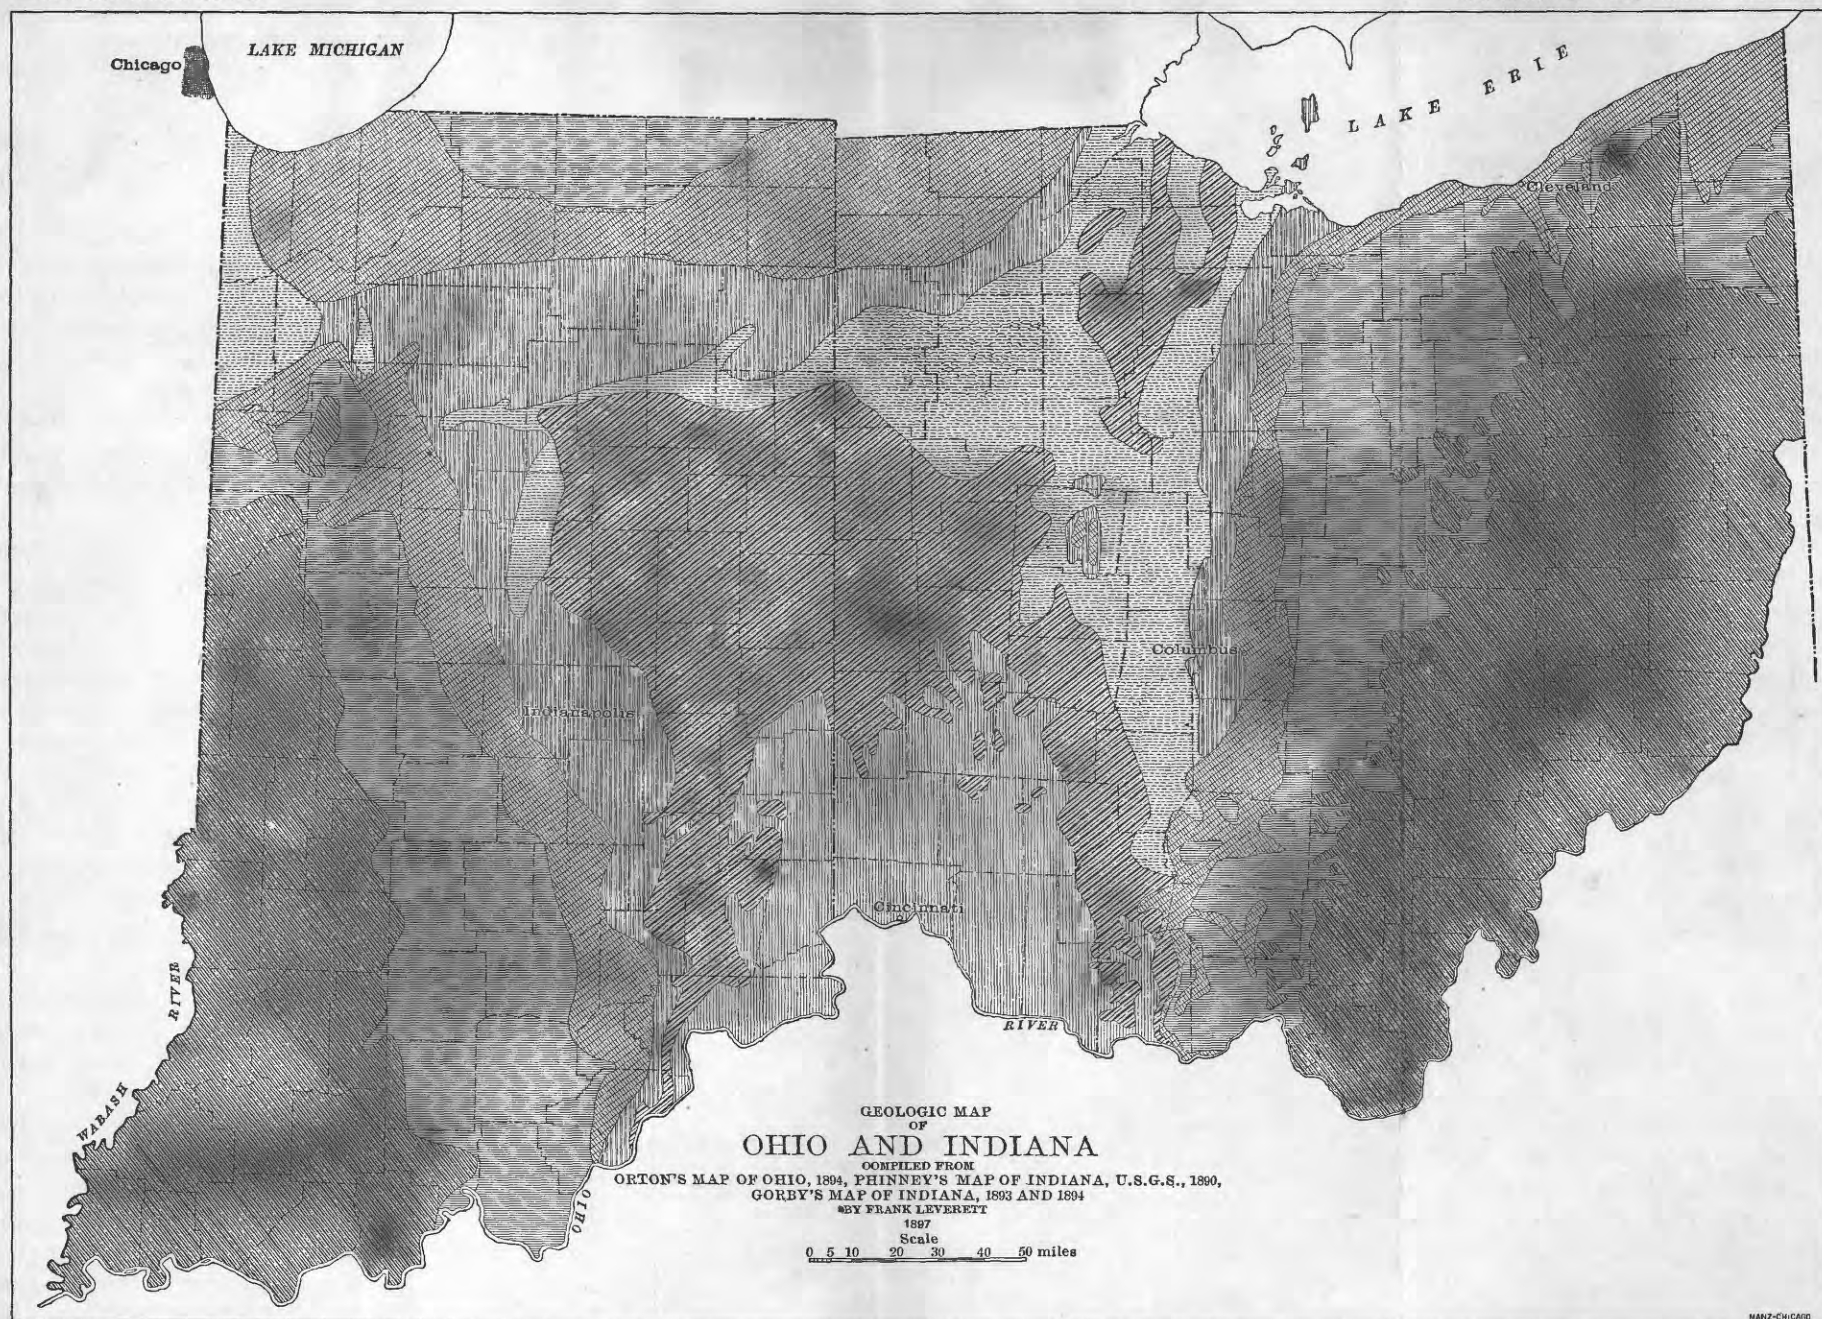 LAKE MICHIGAN
Chicago
LAKE ERIE
Cleveland
Columbus
Indianapolis
Cincinnati
RIVER
RIVER
WABASH
OHIO
GEOLOGIC MAP
OF
OHIO AND INDIANA
COMPILED FROM
ORTON'S MAP OF OHIO, 1894, PHINNEY'S MAP OF INDIANA, U.S.G.S., 1890,
GORBY'S MAP OF INDIANA, 1893 AND 1894
BY FRANK LEVERETT
1897
Scale
0 5 10 20 30 40 50 miles
MANZ-CHICAGO